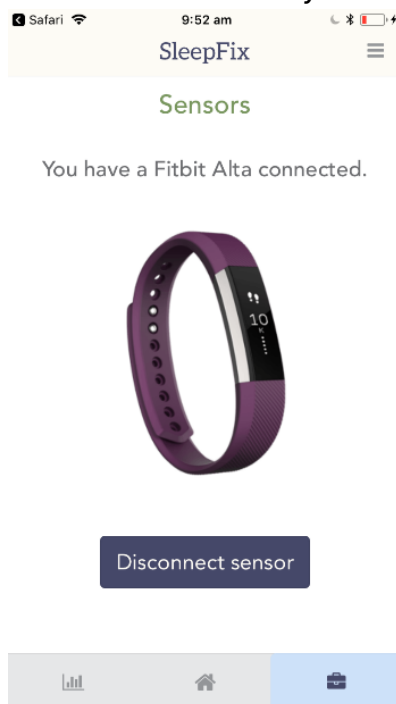 Safari 9:52 am
SleepFix
Sensors
You have a Fitbit Alta connected.
10
K
Disconnect sensor